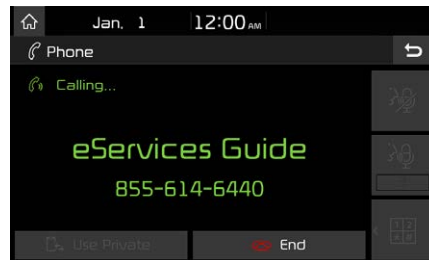 Jan. 1 12:00 AM
Phone
Calling...
eServices Guide
855-614-6440
Use Private
End